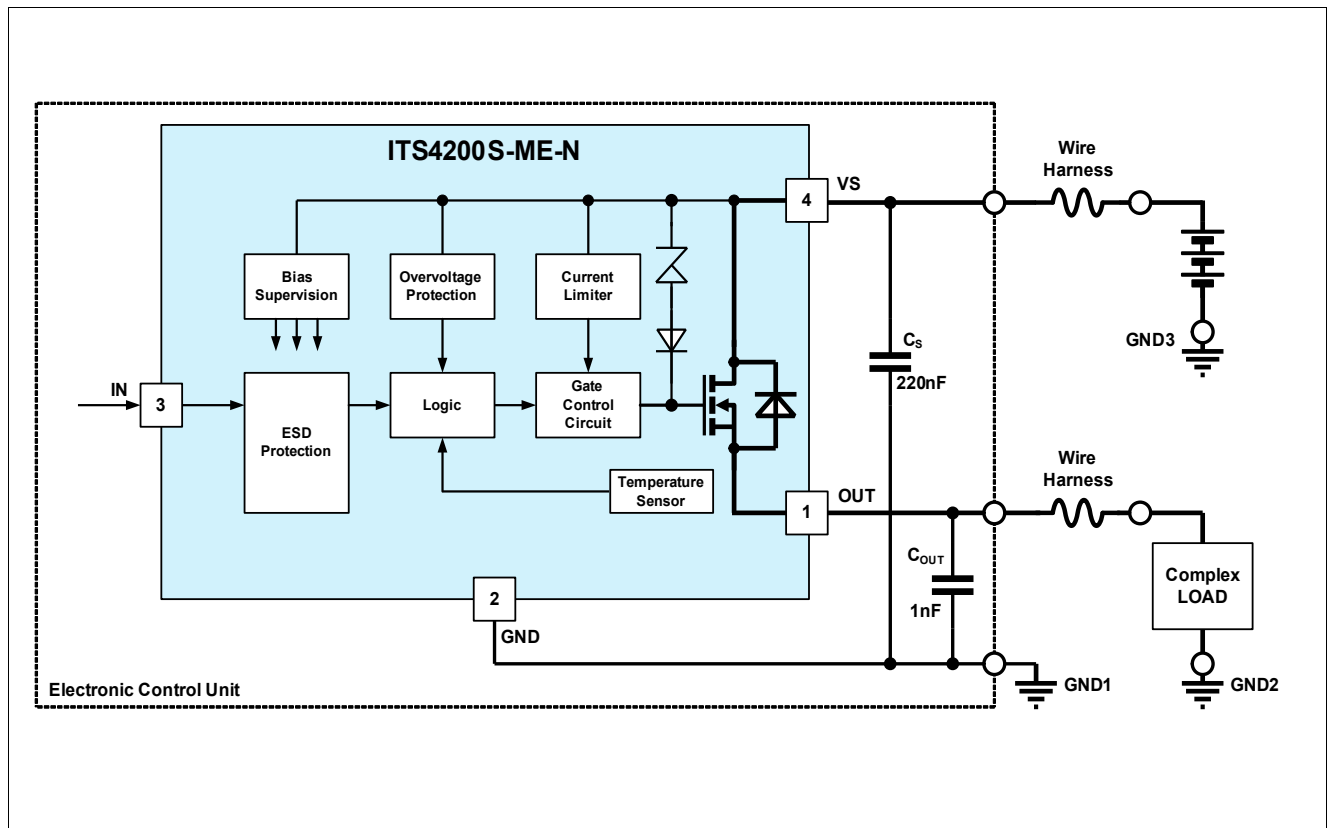 ITS4200S-ME-N
VS
4
Wire
Harness
Bias
Supervision
Overvoltage
Protection
Current
Limiter
GND3
CS
220nF
IN
3
ESD
Protection
Logic
Gate
Control
Circuit
Temperature
Sensor
1
OUT
Wire
Harness
COUT
1nF
Complex
LOAD
2
GND
GND1
GND2
Electronic Control Unit